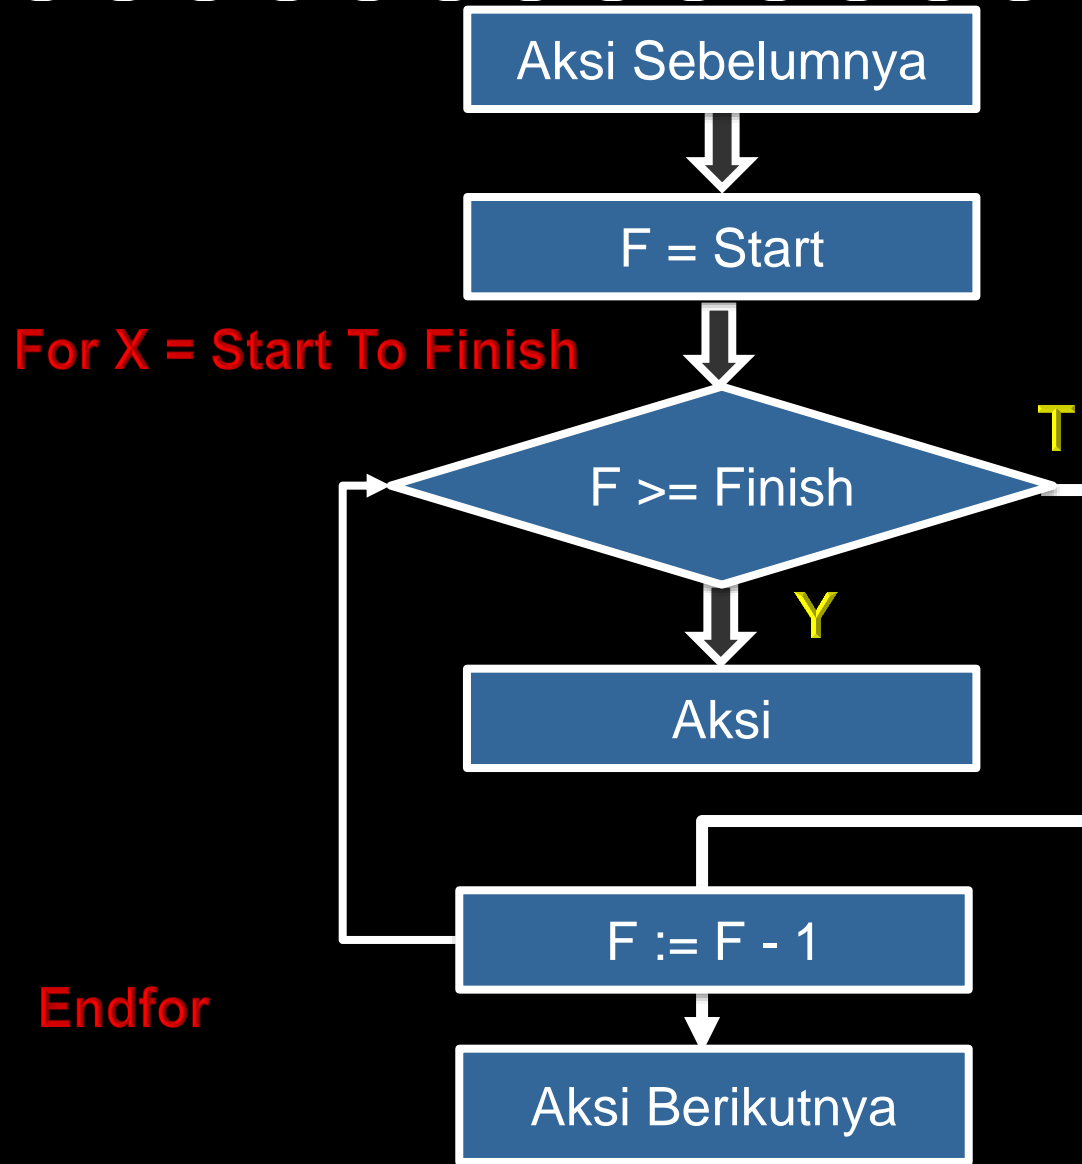 Aksi Sebelumnya
F = Start
For X = Start To Finish
T
F >= Finish
Y
Aksi
F := F - 1
Endfor
Aksi Berikutnya